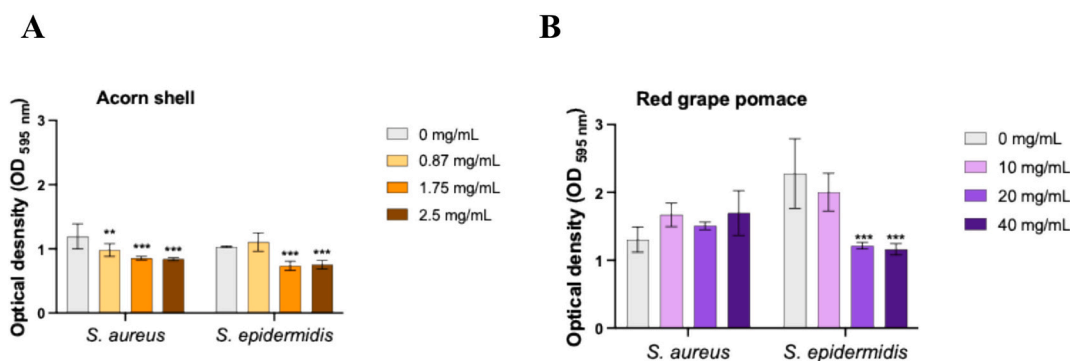 A
Acorn shell
Optical desnsity (OD 595 nm)
3
2
1
0
**
***
***
***
***
S. aureus
S. epidermidis
0 mg/mL
0.87 mg/mL
1.75 mg/mL
2.5 mg/mL
B
Red grape pomace
Optical density (OD 595 nm)
3
2
1
0
***
***
S. aureus
S. epidermidis
0 mg/mL
10 mg/mL
20 mg/mL
40 mg/mL